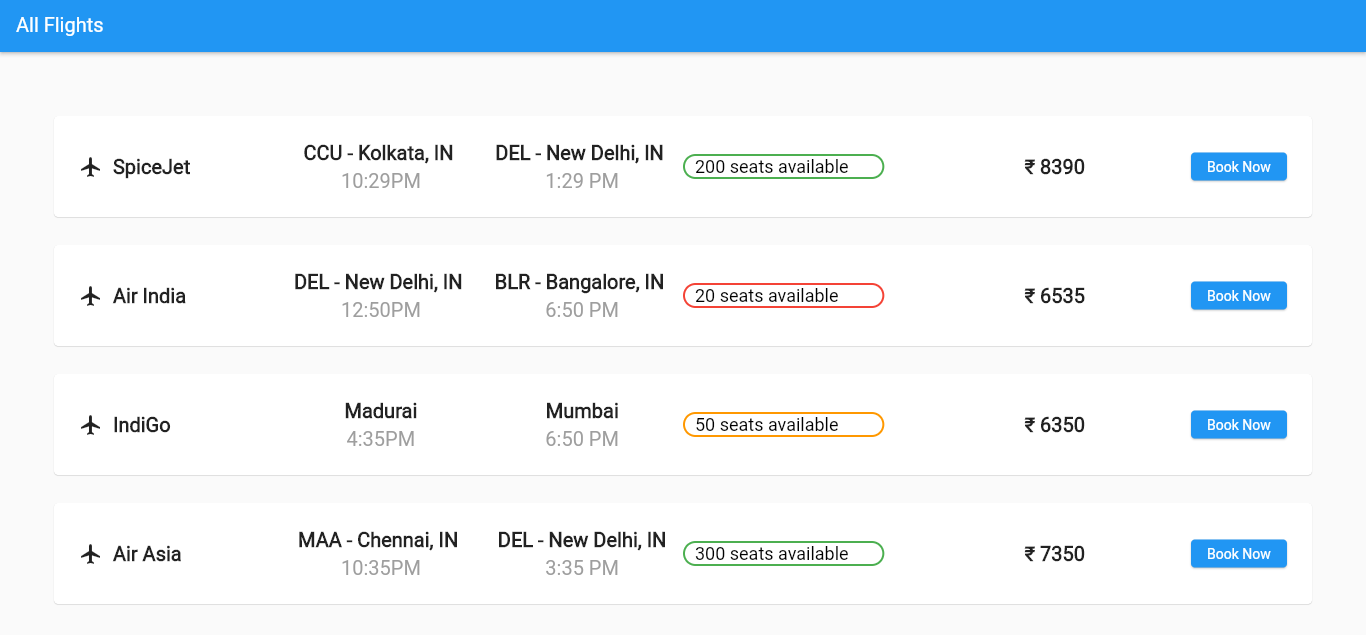 All Flights
SpiceJet
CCU - Kolkata, IN
10:29PM
DEL - New Delhi, IN
1:29 PM
200 seats available
₹ 8390
Book Now
Air India
DEL - New Delhi, IN
12:50PM
BLR - Bangalore, IN
6:50 PM
20 seats available
₹ 6535
Book Now
IndiGo
Madurai
4:35PM
Mumbai
6:50 PM
50 seats available
₹ 6350
Book Now
Air Asia
MAA - Chennai, IN
10:35PM
DEL - New Delhi, IN
3:35 PM
300 seats available
₹ 7350
Book Now